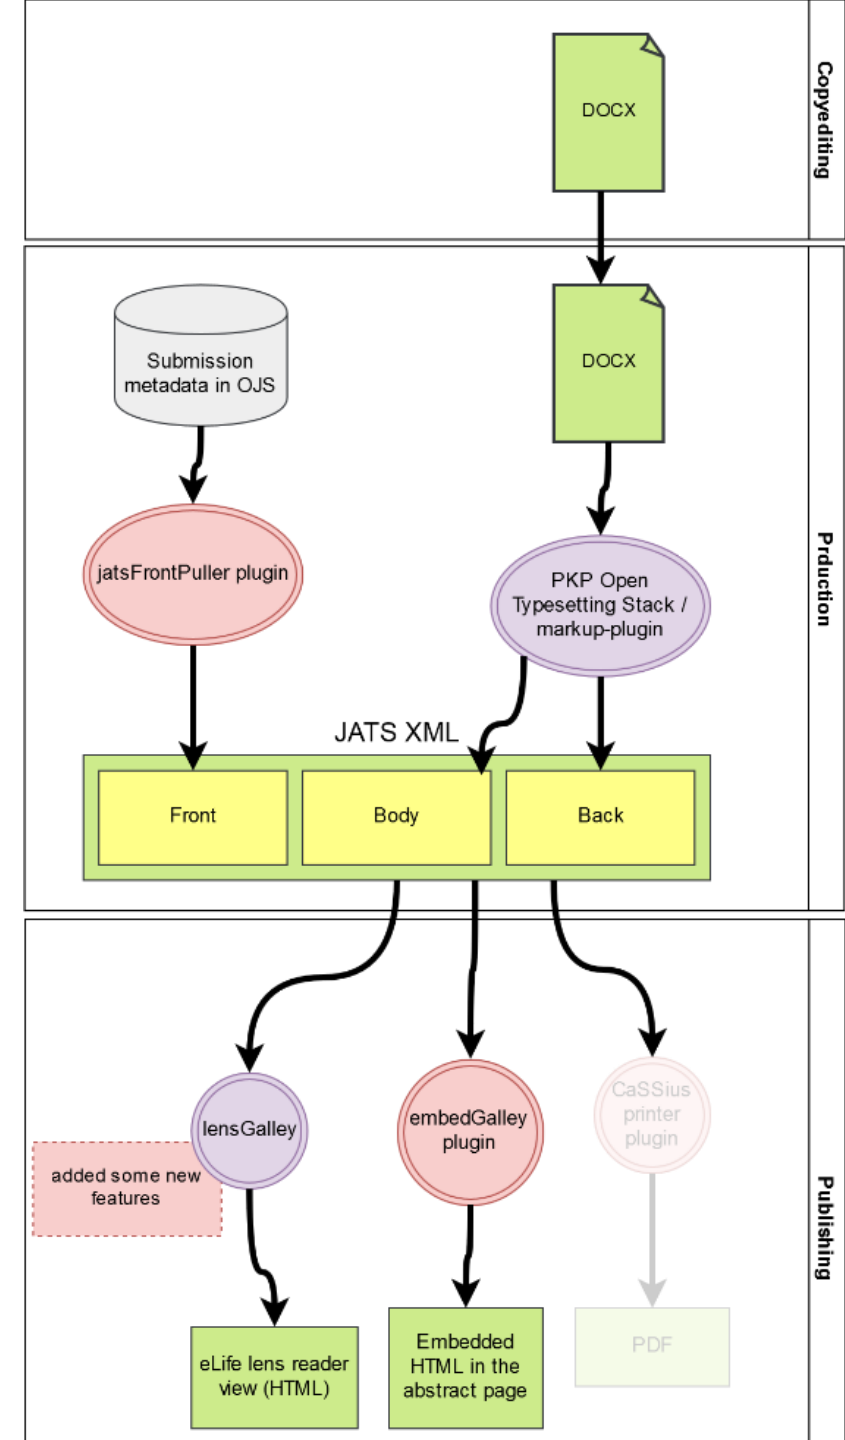 DOCX
Copyediting
Submission
metadata in OJS
DOCX
jatsFrontPuller plugin
PKP Open
Typesetting Stack /
markup-plugin
Prduction
JATS XML
Front
Body
Back
lensGalley
added some new
features
embedGalley
plugin
CaSSius
printer
plugin
Publishing
eLife lens reader
view (HTML)
Embedded
HTML in the
abstract page
PDF